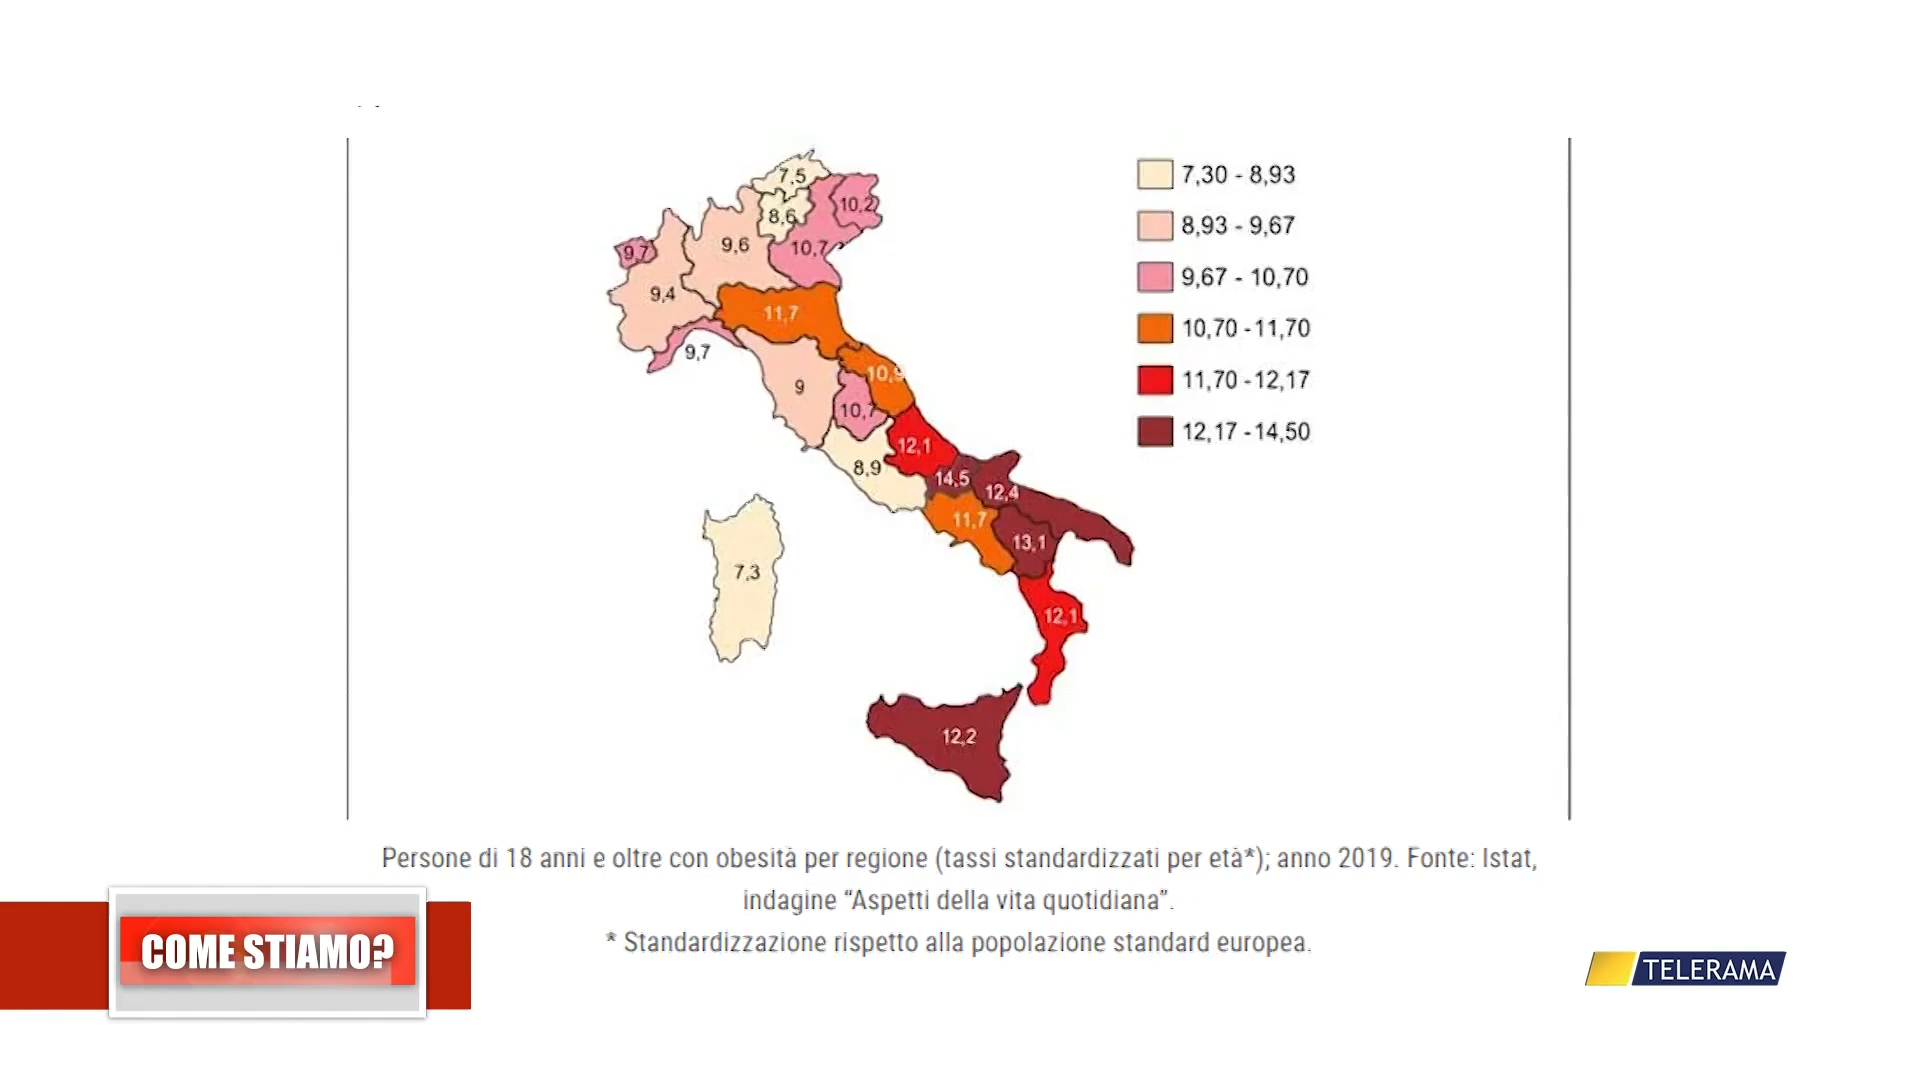 7,5
8,6
10,2
9,7
9,6
10,7
9,4
11,7
9,7
9
10,9
10,7
12,1
8,9
14,5
12,4
11,7
13,1
7,3
12,1
12,2
7,30 - 8,93
8,93 - 9,67
9,67 - 10,70
10,70 - 11,70
11,70 - 12,17
12,17 - 14,50
Persone di 18 anni e oltre con obesità per regione (tassi standardizzati per età*); anno 2019. Fonte: Istat,
indagine “Aspetti della vita quotidiana”.
* Standardizzazione rispetto alla popolazione standard europea.
COME STIAMO?
TELERAMA